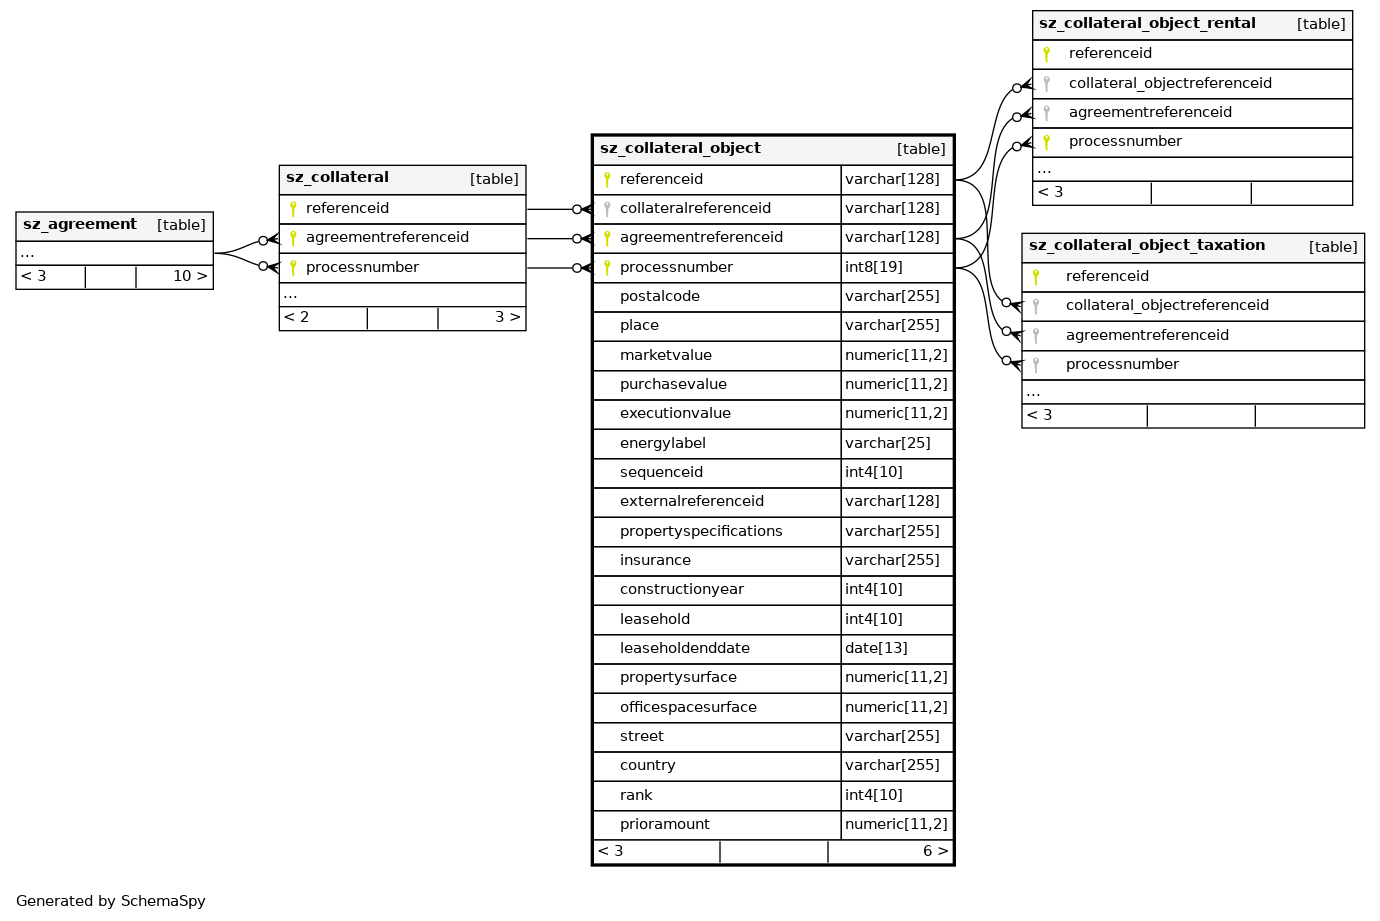 sz_agreement [table]
...
< 3 10 >
sz_collateral [table]
referenceid
agreementreferenceid
processnumber
...
< 2 3 >
sz_collateral_object [table]
referenceid varchar[128]
collateralreferenceid varchar[128]
agreementreferenceid varchar[128]
processnumber int8[19]
postalcode varchar[255]
place varchar[255]
marketvalue numeric[11,2]
purchasevalue numeric[11,2]
executionvalue numeric[11,2]
energylabel varchar[25]
sequenceid int4[10]
externalreferenceid varchar[128]
propertyspecifications varchar[255]
insurance varchar[255]
constructionyear int4[10]
leasehold int4[10]
leaseholdenddate date[13]
propertysurface numeric[11,2]
officespacesurface numeric[11,2]
street varchar[255]
country varchar[255]
rank int4[10]
prioramount numeric[11,2]
< 3 6 >
sz_collateral_object_rental [table]
referenceid
collateral_objectreferenceid
agreementreferenceid
processnumber
...
< 3
sz_collateral_object_taxation [table]
referenceid
collateral_objectreferenceid
agreementreferenceid
processnumber
...
< 3
Generated by SchemaSpy